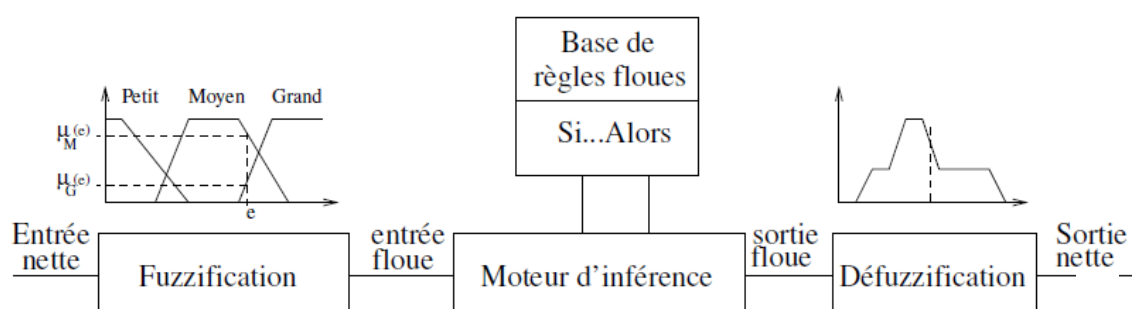 Base de
règles floues
Si...Alors
Petit Moyen Grand
μM(e)
μG(e)
e
Entrée
nette
Fuzzification
entrée
floue
Moteur d'inférence
sortie
floue
Défuzzification
Sortie
nette